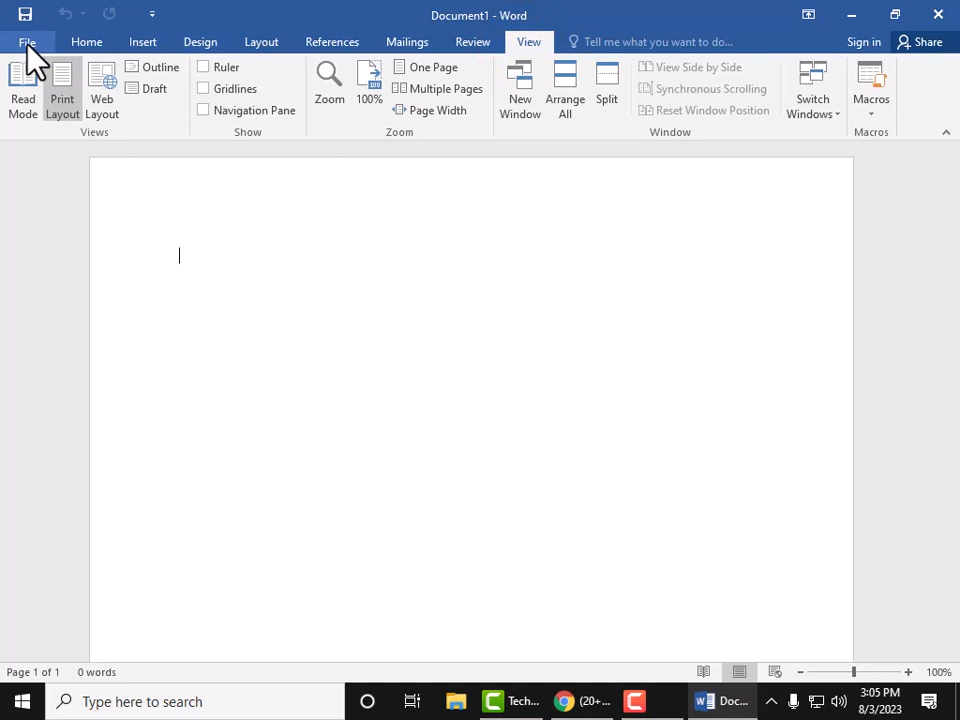 Document1 - Word
File Home Insert Design Layout References Mailings Review View Tell me what you want to do... Sign in Share
Read Mode
Print Layout
Web Layout
Outline
Draft
Views
Ruler
Gridlines
Navigation Pane
Show
Zoom
100
100%
One Page
Multiple Pages
Page Width
Zoom
New Window
Arrange All
Split
View Side by Side
Synchronous Scrolling
Reset Window Position
Window
Switch Windows
Macros
Macros
Page 1 of 1 0 words 100%
Type here to search Tech... (20+... Doc... 3:05 PM
8/3/2023